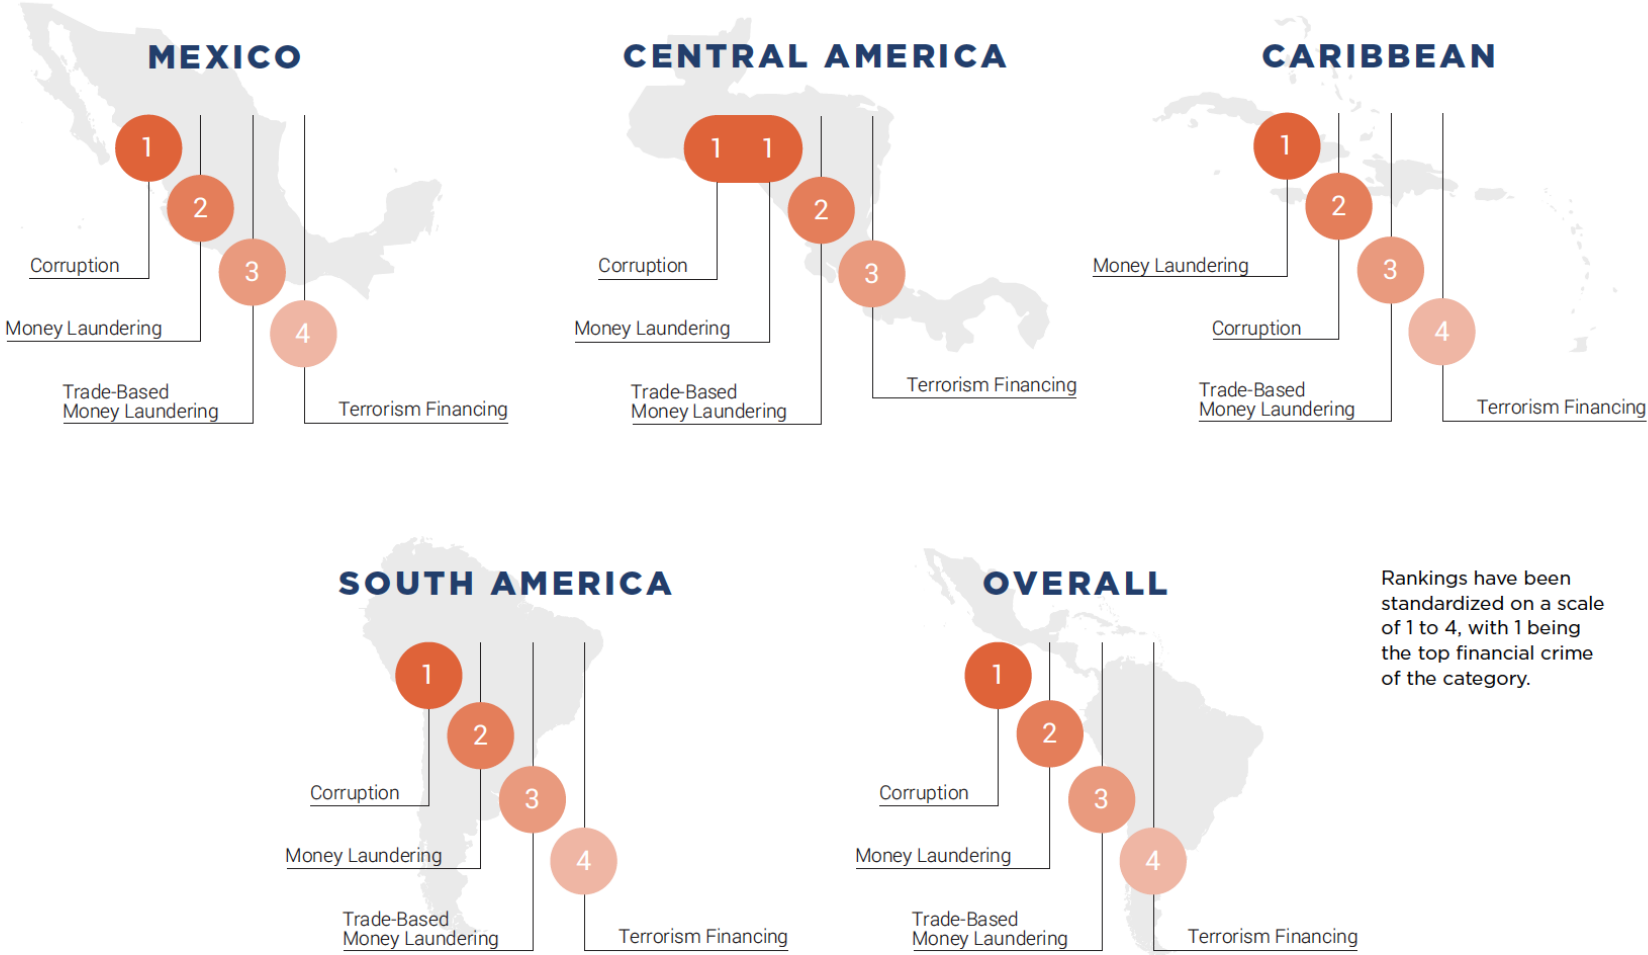 MEXICO
1
2
3
4
Corruption
Money Laundering
Trade-Based
Money Laundering
Terrorism Financing
CENTRAL AMERICA
1 1
2
3
Corruption
Money Laundering
Trade-Based
Money Laundering
Terrorism Financing
CARIBBEAN
1
2
3
4
Money Laundering
Corruption
Trade-Based
Money Laundering
Terrorism Financing
SOUTH AMERICA
1
2
3
4
Corruption
Money Laundering
Trade-Based
Money Laundering
Terrorism Financing
OVERALL
1
2
3
4
Corruption
Money Laundering
Trade-Based
Money Laundering
Terrorism Financing
Rankings have been
standardized on a scale
of 1 to 4, with 1 being
the top financial crime
of the category.